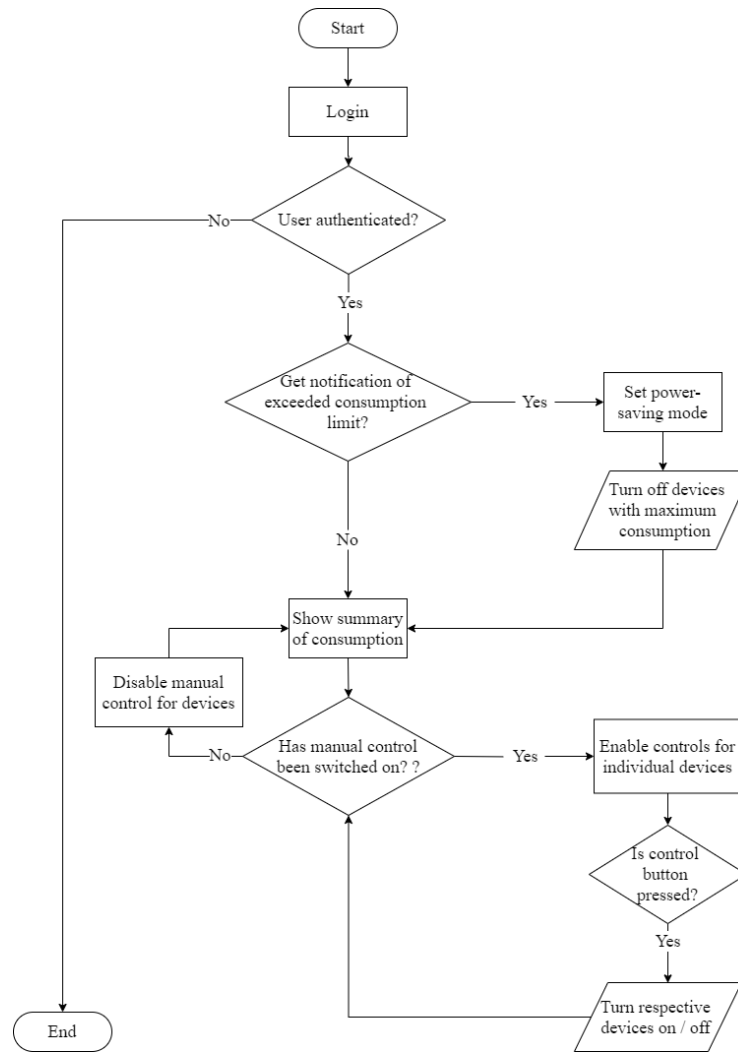 Start
Login
User authenticated?
No
Yes
Get notification of
exceeded consumption
limit?
Yes
Set power-
saving mode
Turn off devices
with maximum
consumption
No
Show summary
of consumption
Disable manual
control for devices
No
Has manual control
been switched on? ?
Yes
Enable controls for
individual devices
Is control
button
pressed?
Yes
Turn respective
devices on / off
End